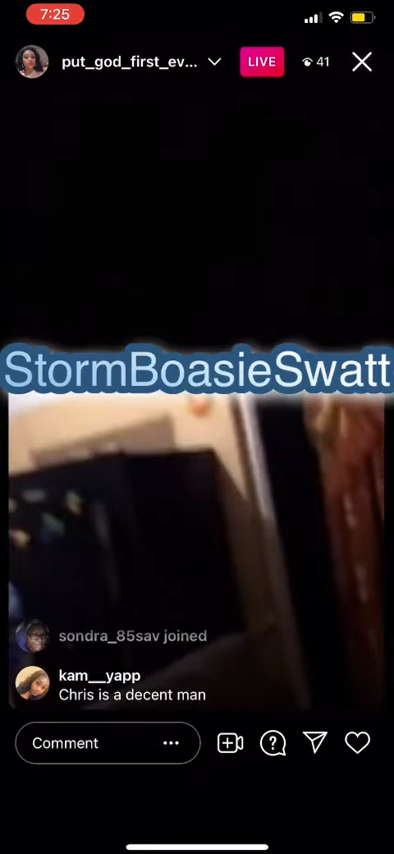 7:25
put_god_first_ev... LIVE 41
StormBoasieSwatt
sondra_85sav joined
kam__yapp
Chris is a decent man
Comment